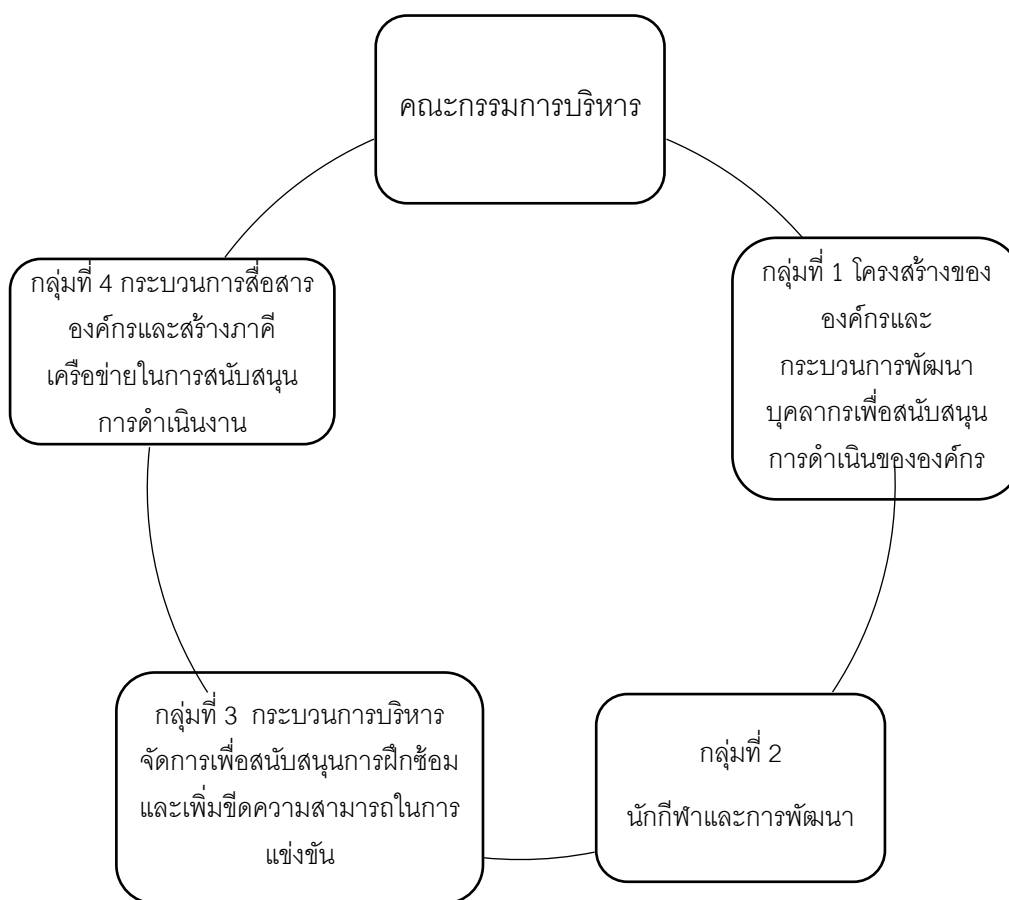 คณะกรรมการบริหาร
กลุ่มที่ 1 โครงสร้างของ
องค์กรและ
กระบวนการพัฒนา
บุคลากรเพื่อสนับสนุน
การดำเนินขององค์กร
กลุ่มที่ 2
นักกีฬาและการพัฒนา
กลุ่มที่ 3 กระบวนการบริหาร
จัดการเพื่อสนับสนุนการฝึกซ้อม
และเพิ่มขีดความสามารถในการ
แข่งขัน
กลุ่มที่ 4 กระบวนการสื่อสาร
องค์กรและสร้างภาคี
เครือข่ายในการสนับสนุน
การดำเนินงาน